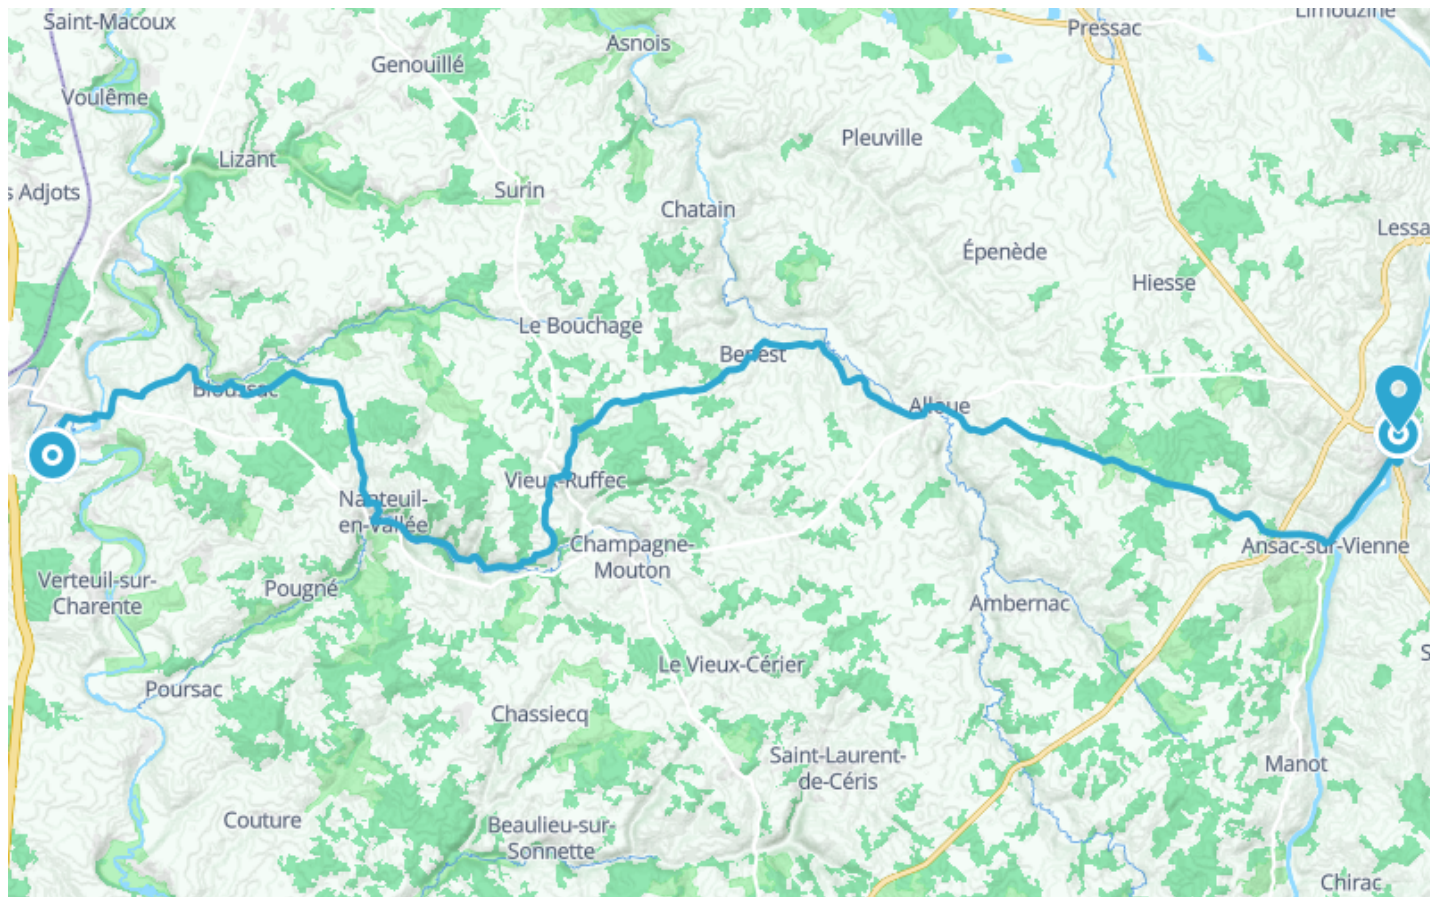 Saint-Macoux
Limouzine
Pressac
Asnois
Genouillé
Voulême
Pleuville
Lizant
s Adjots
Surin
Chatain
Lessa
Épenède
Hiesse
Le Bouchage
Benest
Bioussac
Alloue
Vieux-Ruffec
Nanteuil-
en-Vallée
Champagne-
Mouton
Ansac-sur-Vienne
Verteuil-sur-
Charente
Pougné
Ambernac
S
Le Vieux-Cérier
Poursac
Chassiecq
Saint-Laurent-
de-Céris
Manot
Couture
Beaulieu-sur-
Sonnette
Chirac